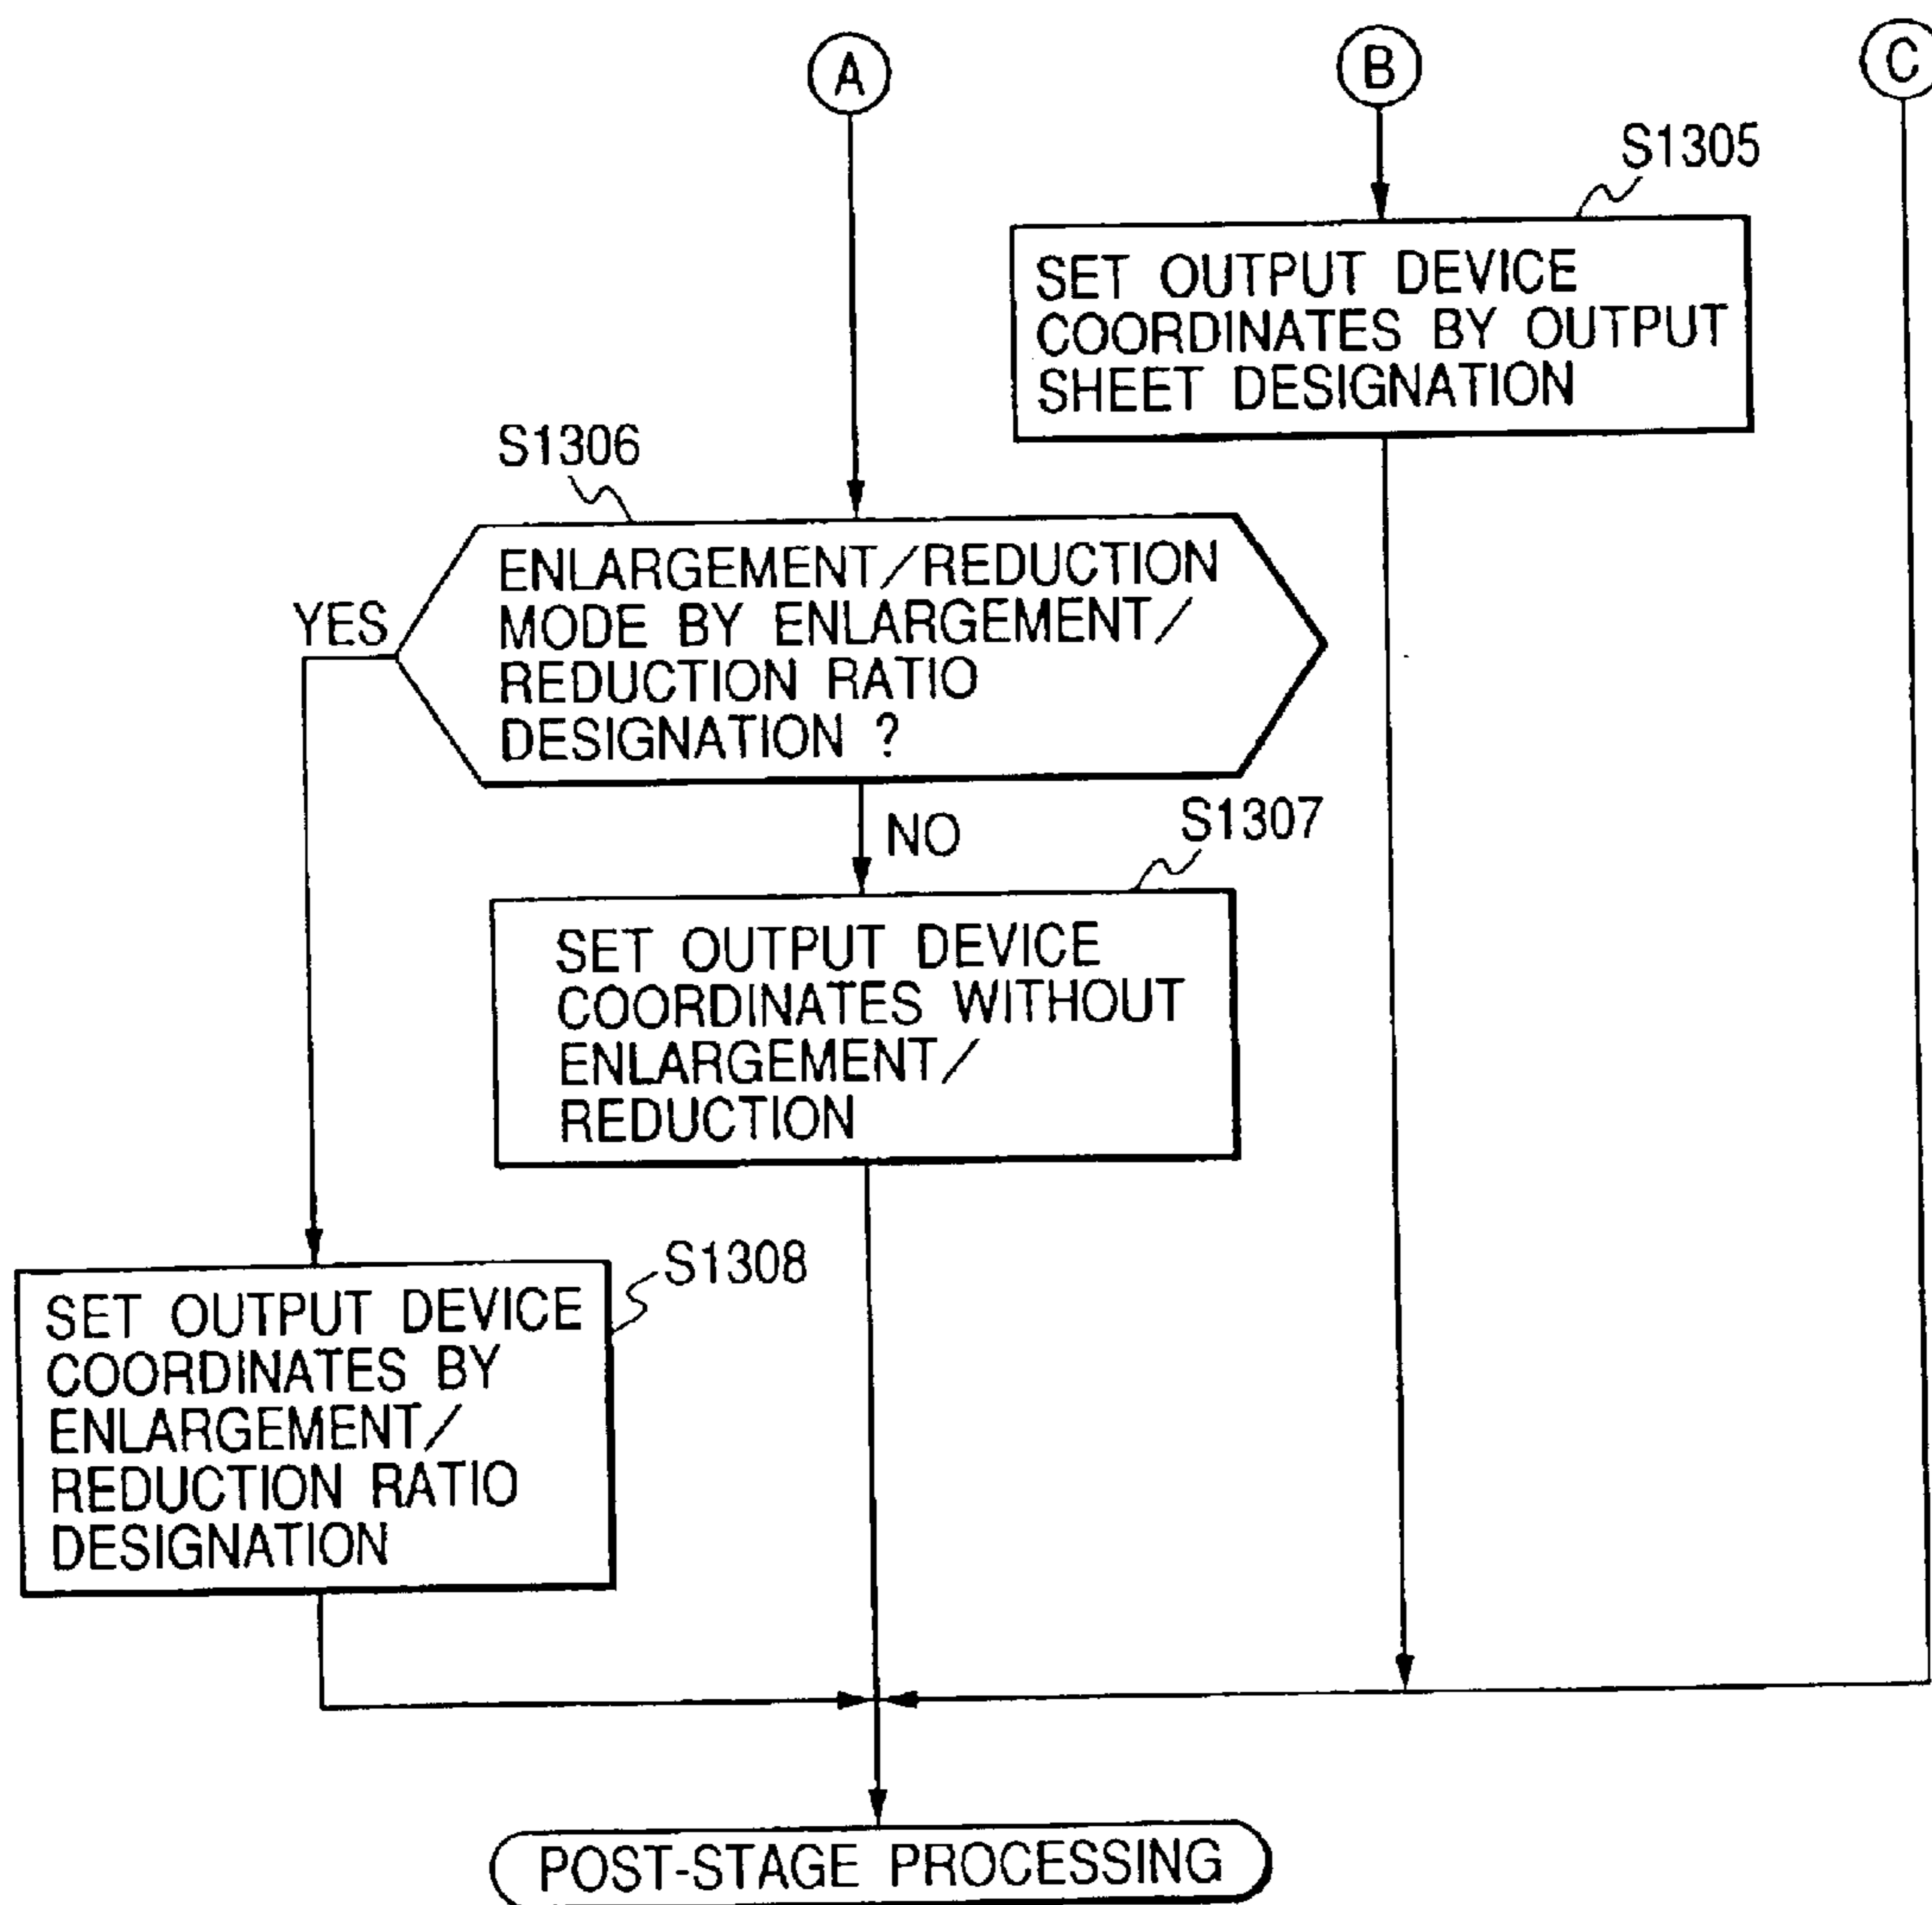 A
B
C
S1305
SET OUTPUT DEVICE
COORDINATES BY OUTPUT
SHEET DESIGNATION
S1306
ENLARGEMENT/REDUCTION
MODE BY ENLARGEMENT/
REDUCTION RATIO
DESIGNATION ?
YES
NO
S1307
SET OUTPUT DEVICE
COORDINATES WITHOUT
ENLARGEMENT/
REDUCTION
S1308
SET OUTPUT DEVICE
COORDINATES BY
ENLARGEMENT/
REDUCTION RATIO
DESIGNATION
POST-STAGE PROCESSING